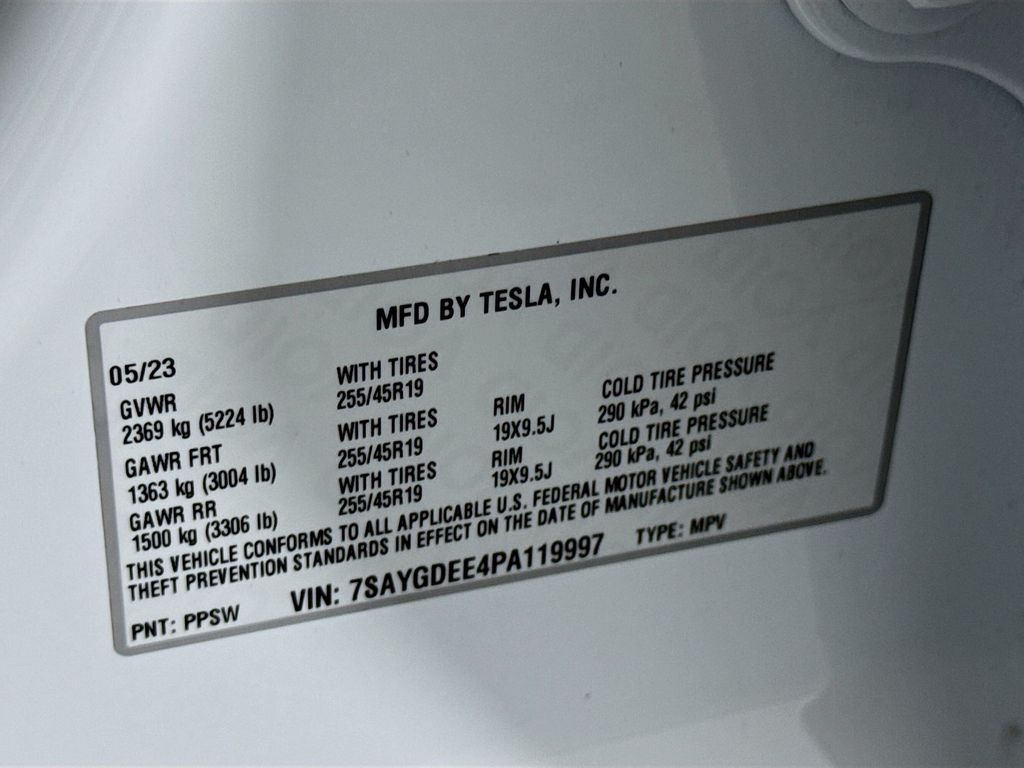 MFD BY TESLA, INC.
05/23
GVWR WITH TIRES
2369 kg (5224 lb) 255/45R19
GAWR FRT WITH TIRES RIM COLD TIRE PRESSURE
1363 kg (3004 lb) 255/45R19 19X9.5J 290 kPa, 42 psi
GAWR RR WITH TIRES RIM COLD TIRE PRESSURE
1500 kg (3306 lb) 255/45R19 19X9.5J 290 kPa, 42 psi
THIS VEHICLE CONFORMS TO ALL APPLICABLE U.S. FEDERAL MOTOR VEHICLE SAFETY AND
THEFT PREVENTION STANDARDS IN EFFECT ON THE DATE OF MANUFACTURE SHOWN ABOVE.
PNT: PPSW VIN: 7SAYGDEE4PA119997 TYPE: MPV